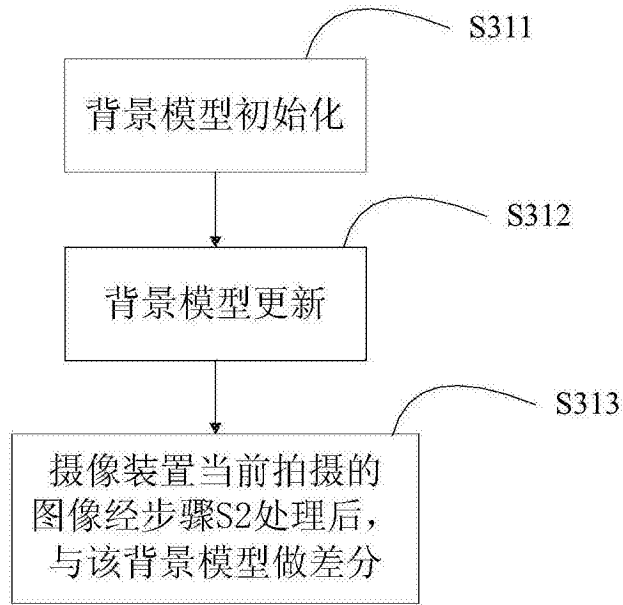 S311
背景模型初始化
S312
背景模型更新
S313
摄像装置当前拍摄的
图像经步骤S2处理后，
与该背景模型做差分